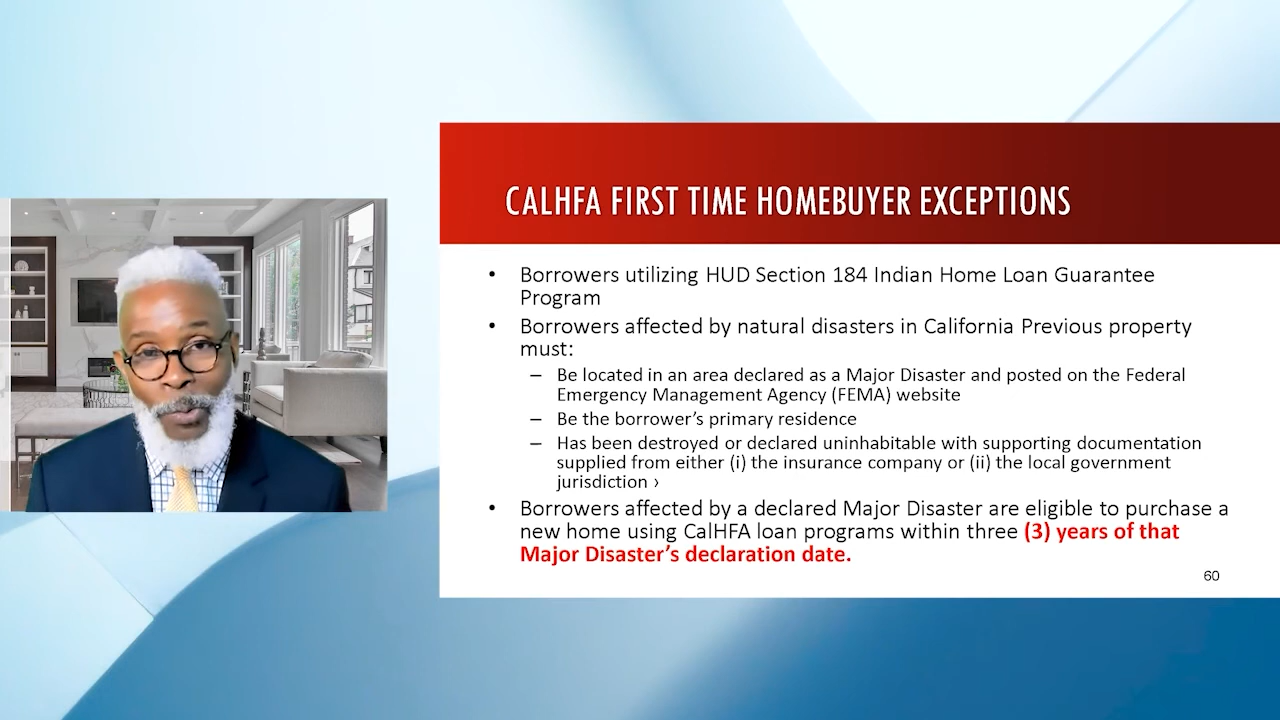 CALHFA FIRST TIME HOMEBUYER EXCEPTIONS
• Borrowers utilizing HUD Section 184 Indian Home Loan Guarantee
Program
• Borrowers affected by natural disasters in California Previous property
must:
– Be located in an area declared as a Major Disaster and posted on the Federal
Emergency Management Agency (FEMA) website
– Be the borrower’s primary residence
– Has been destroyed or declared uninhabitable with supporting documentation
supplied from either (i) the insurance company or (ii) the local government
jurisdiction ›
• Borrowers affected by a declared Major Disaster are eligible to purchase a
new home using CalHFA loan programs within three (3) years of that
Major Disaster’s declaration date.
60